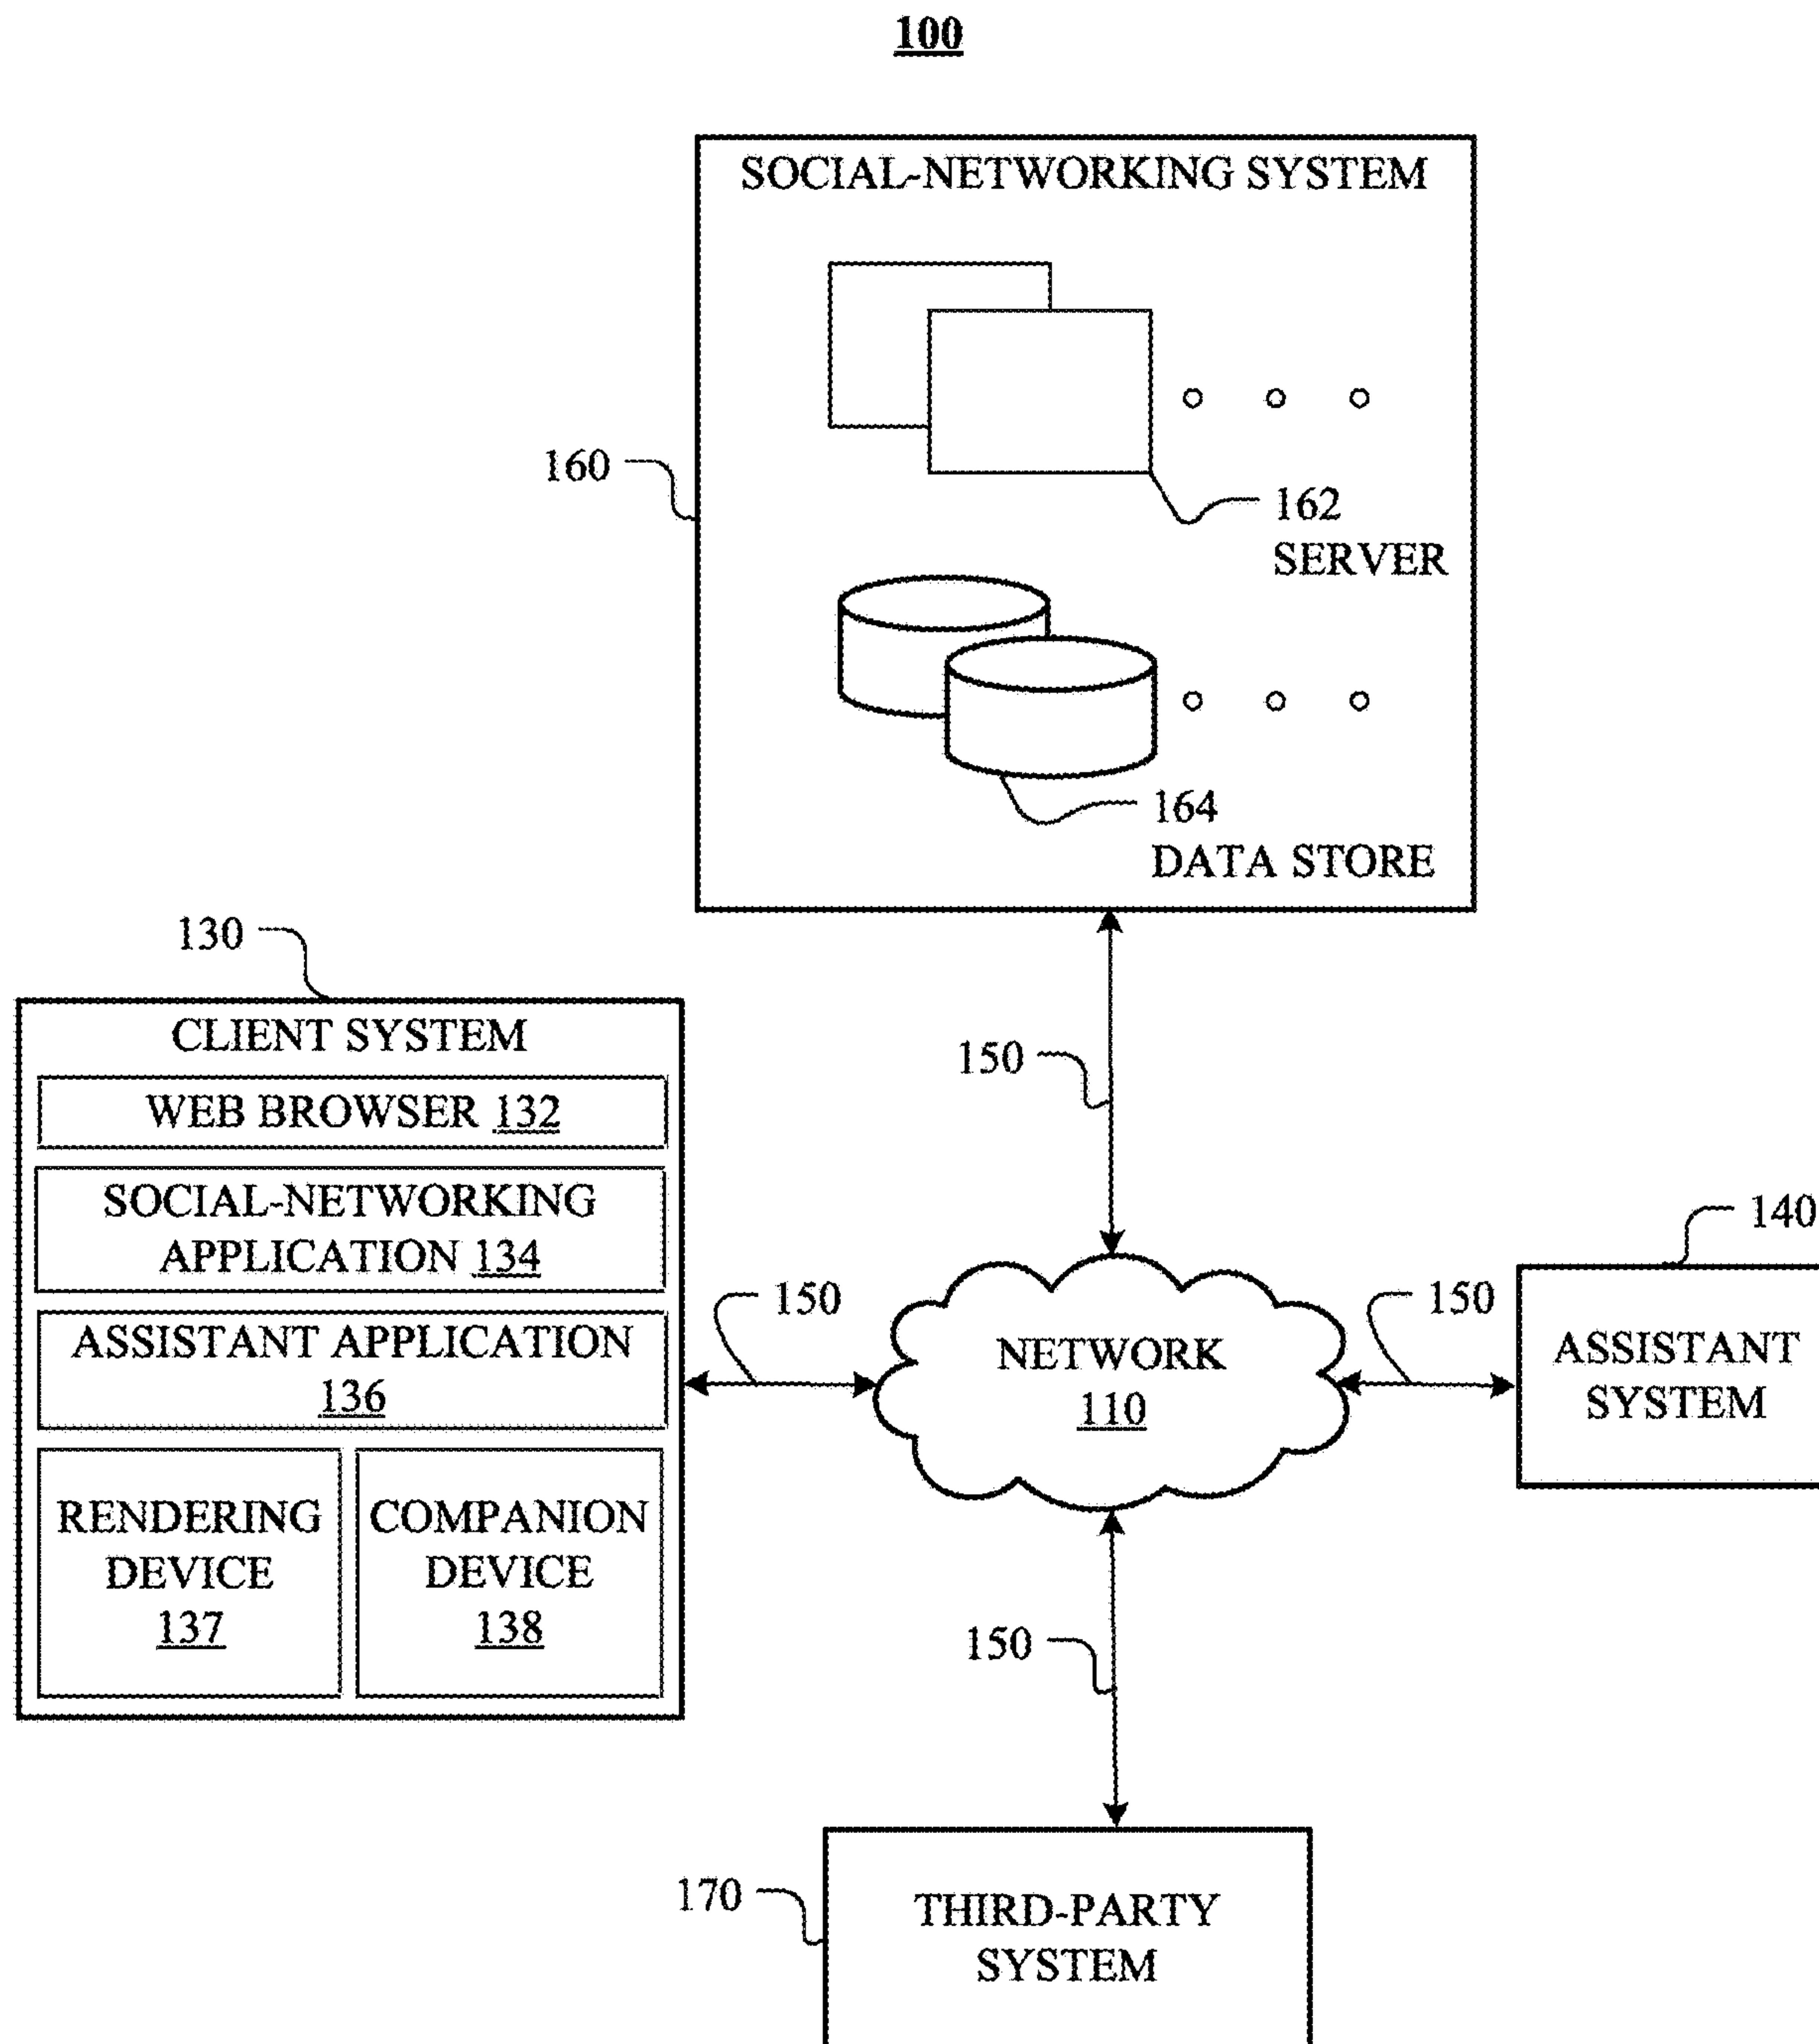 100
SOCIAL-NETWORKING SYSTEM
160
162
SERVER
164
DATA STORE
130
CLIENT SYSTEM
WEB BROWSER 132
SOCIAL-NETWORKING
APPLICATION 134
ASSISTANT APPLICATION
136
RENDERING
DEVICE
137
COMPANION
DEVICE
138
150
150
NETWORK
110
150
140
ASSISTANT
SYSTEM
150
170
THIRD-PARTY
SYSTEM